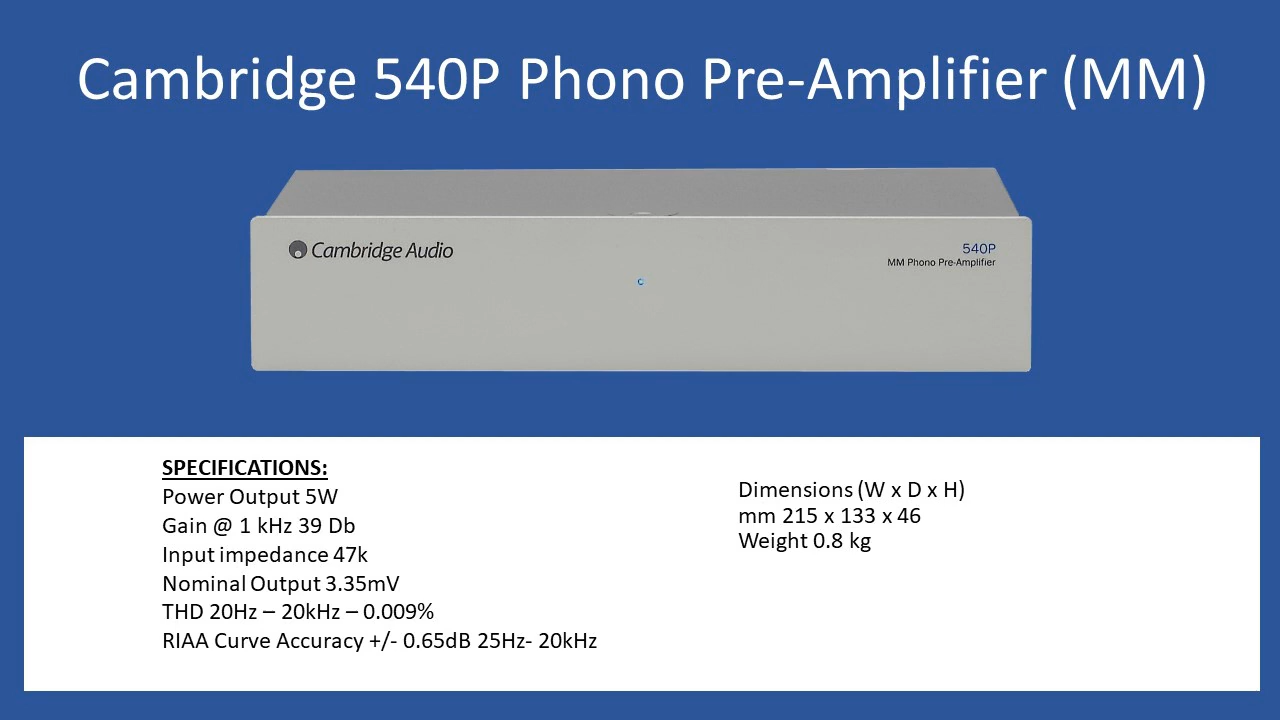 Cambridge 540P Phono Pre-Amplifier (MM)
Cambridge Audio
540P
MM Phono Pre-Amplifier
SPECIFICATIONS:
Power Output 5W
Gain @ 1 kHz 39 Db
Input impedance 47k
Nominal Output 3.35mV
THD 20Hz – 20kHz – 0.009%
RIAA Curve Accuracy +/- 0.65dB 25Hz- 20kHz
Dimensions (W x D x H)
mm 215 x 133 x 46
Weight 0.8 kg